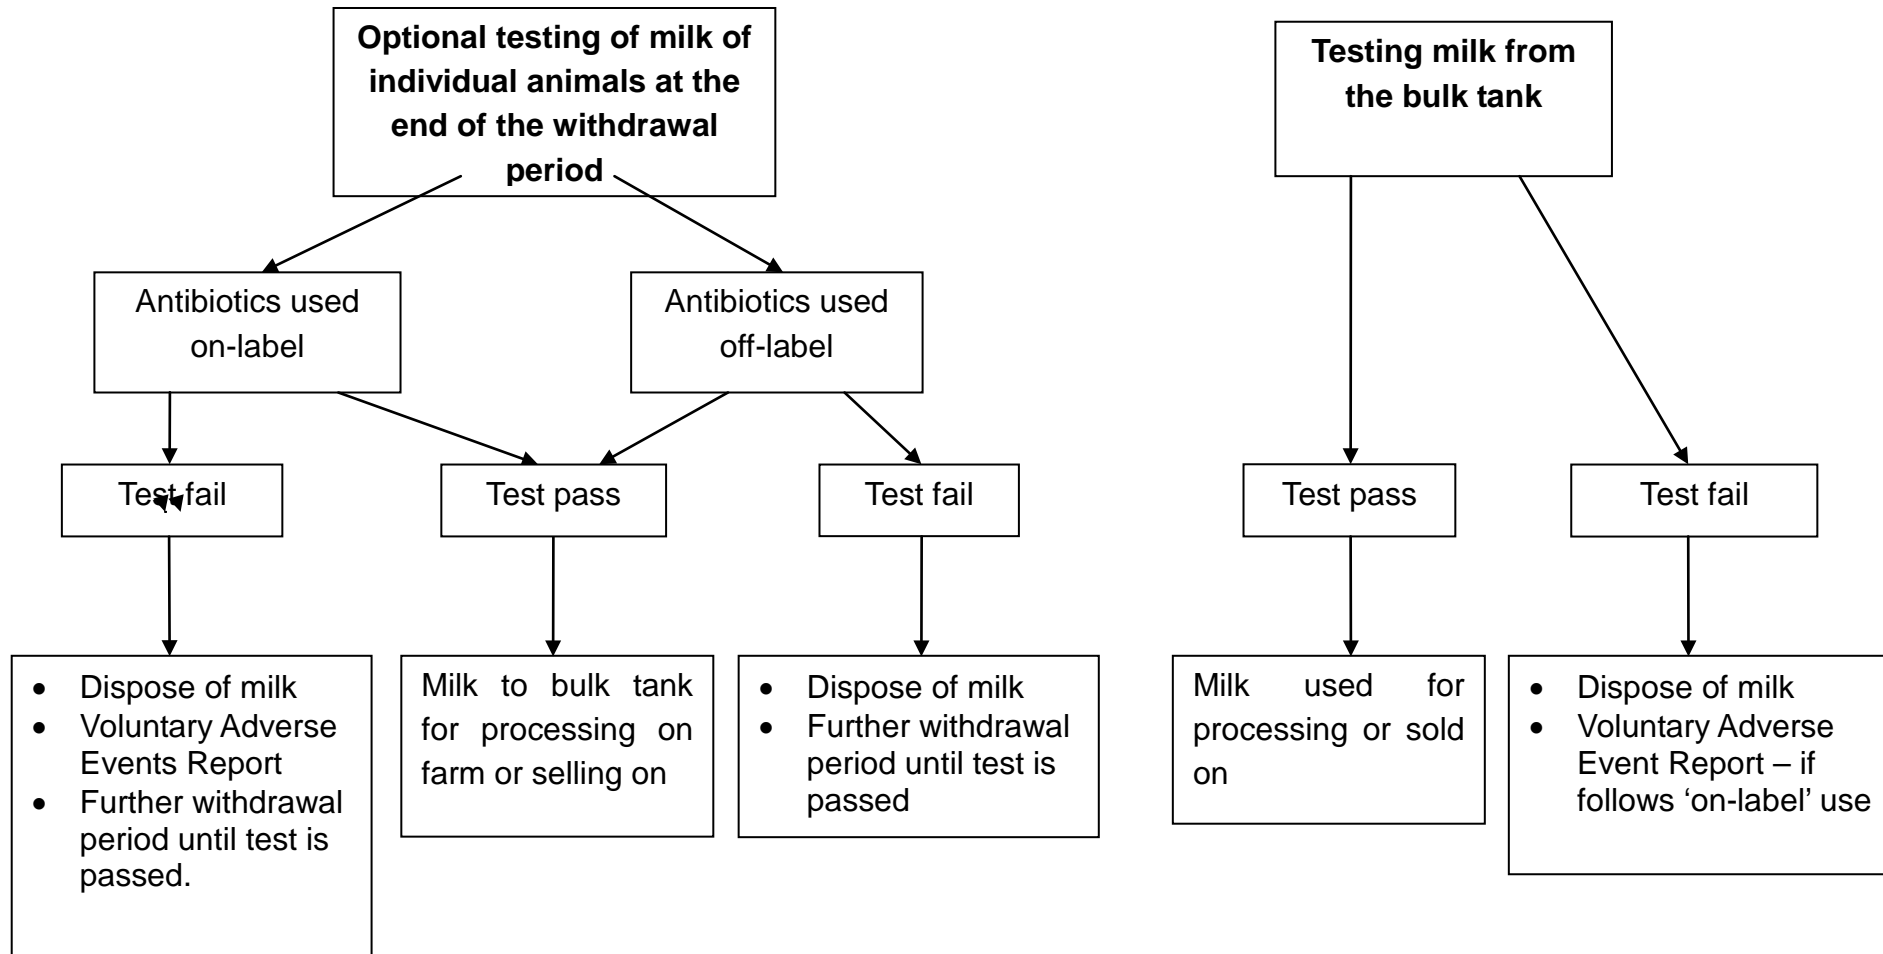 Optional testing of milk of
individual animals at the
end of the withdrawal
period
Testing milk from
the bulk tank
Antibiotics used
on-label
Antibiotics used
off-label
Test fail
Test pass
Test fail
Test pass
Test fail
• Dispose of milk
• Voluntary Adverse
Events Report
• Further withdrawal
period until test is
passed.
Milk to bulk tank
for processing on
farm or selling on
• Dispose of milk
• Further withdrawal
period until test is
passed
Milk used for
processing or sold
on
• Dispose of milk
• Voluntary Adverse
Event Report – if
follows ‘on-label’ use